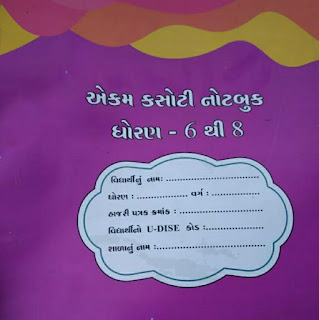 એકમ કસોટી નોટબુક
ધોરણ - 6 થી 8
વિદ્યાર્થીનું નામ:
ધોરણ : વર્ગ :
હાજરી પત્રક ક્રમાંક :
વિદ્યાર્થીનો U-DISE કોડ :
શાળાનું નામ :